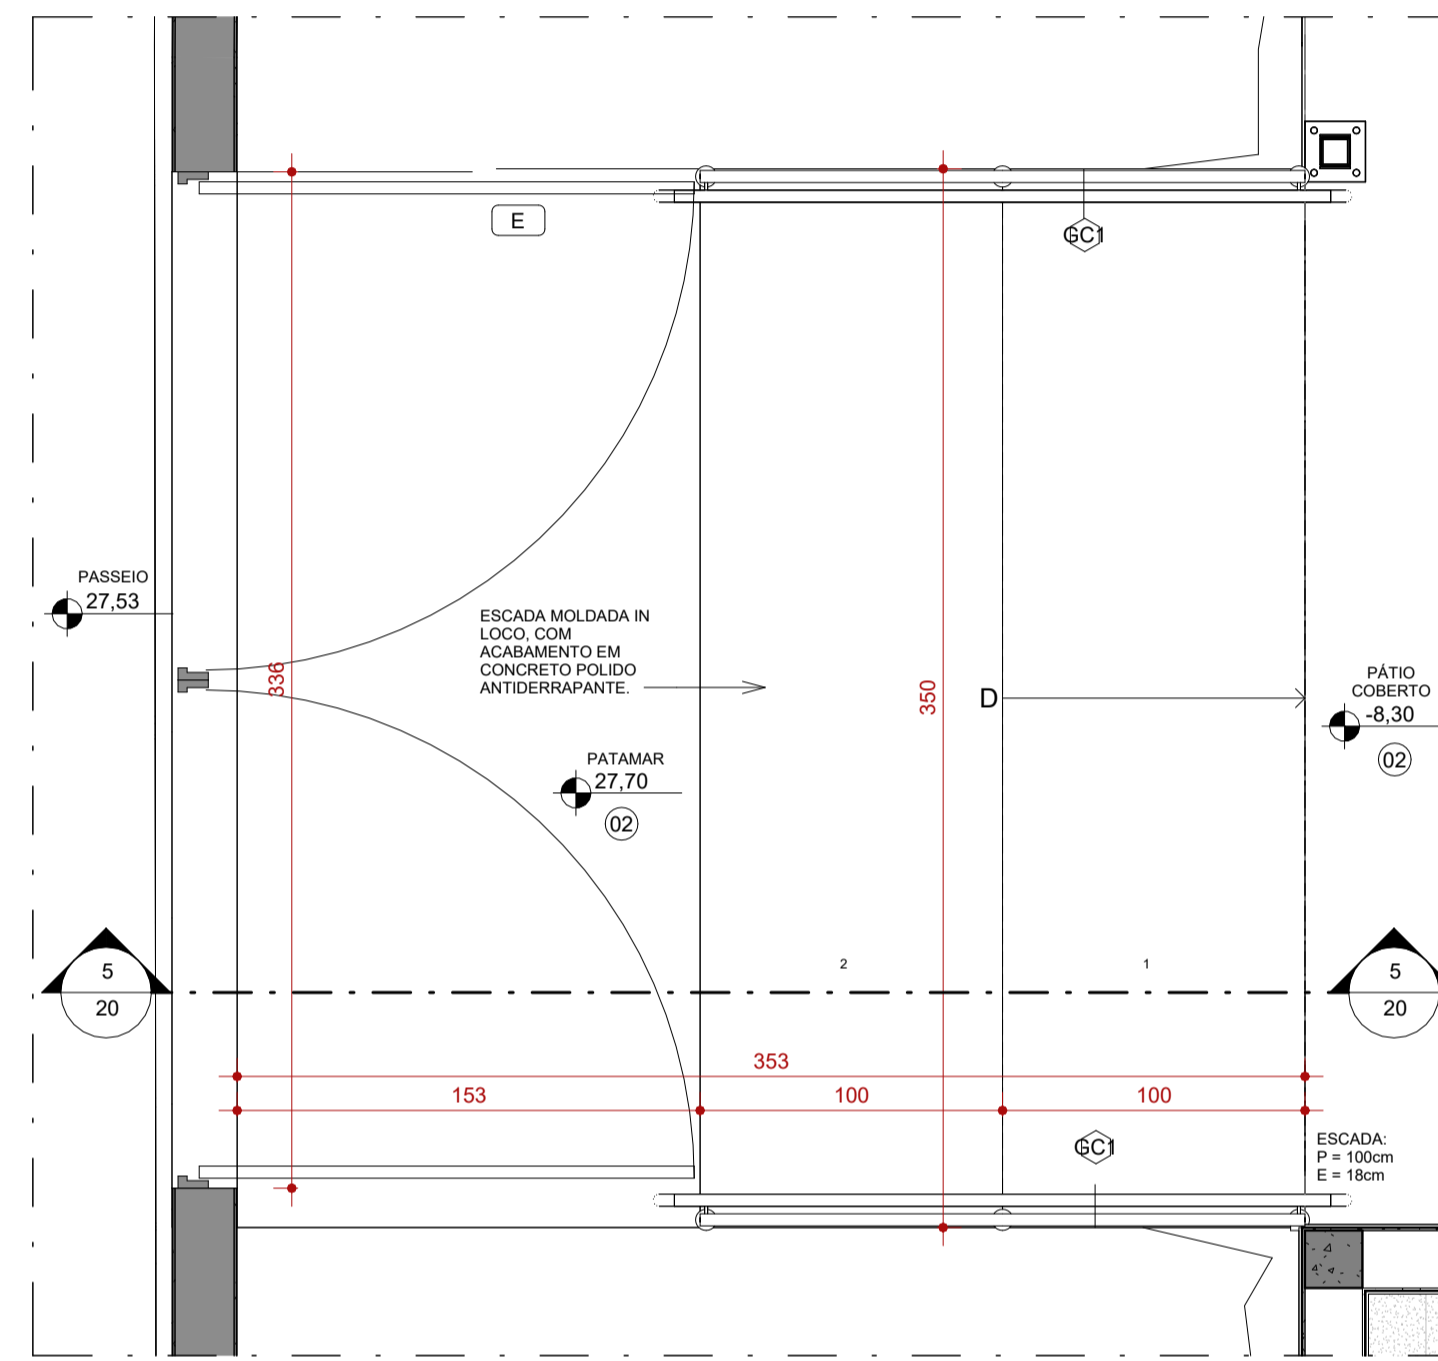 E
GC1
PASSEIO
27,53
ESCADA MOLDADA IN
LOCO, COM
ACABAMENTO EM
CONCRETO POLIDO
ANTIDERRAPANTE.
336
350
D
PÁTIO
COBERTO
-8,30
02
PATAMAR
27,70
02
5
20
2
1
5
20
353
153
100
100
GC1
ESCADA:
P = 100cm
E = 18cm